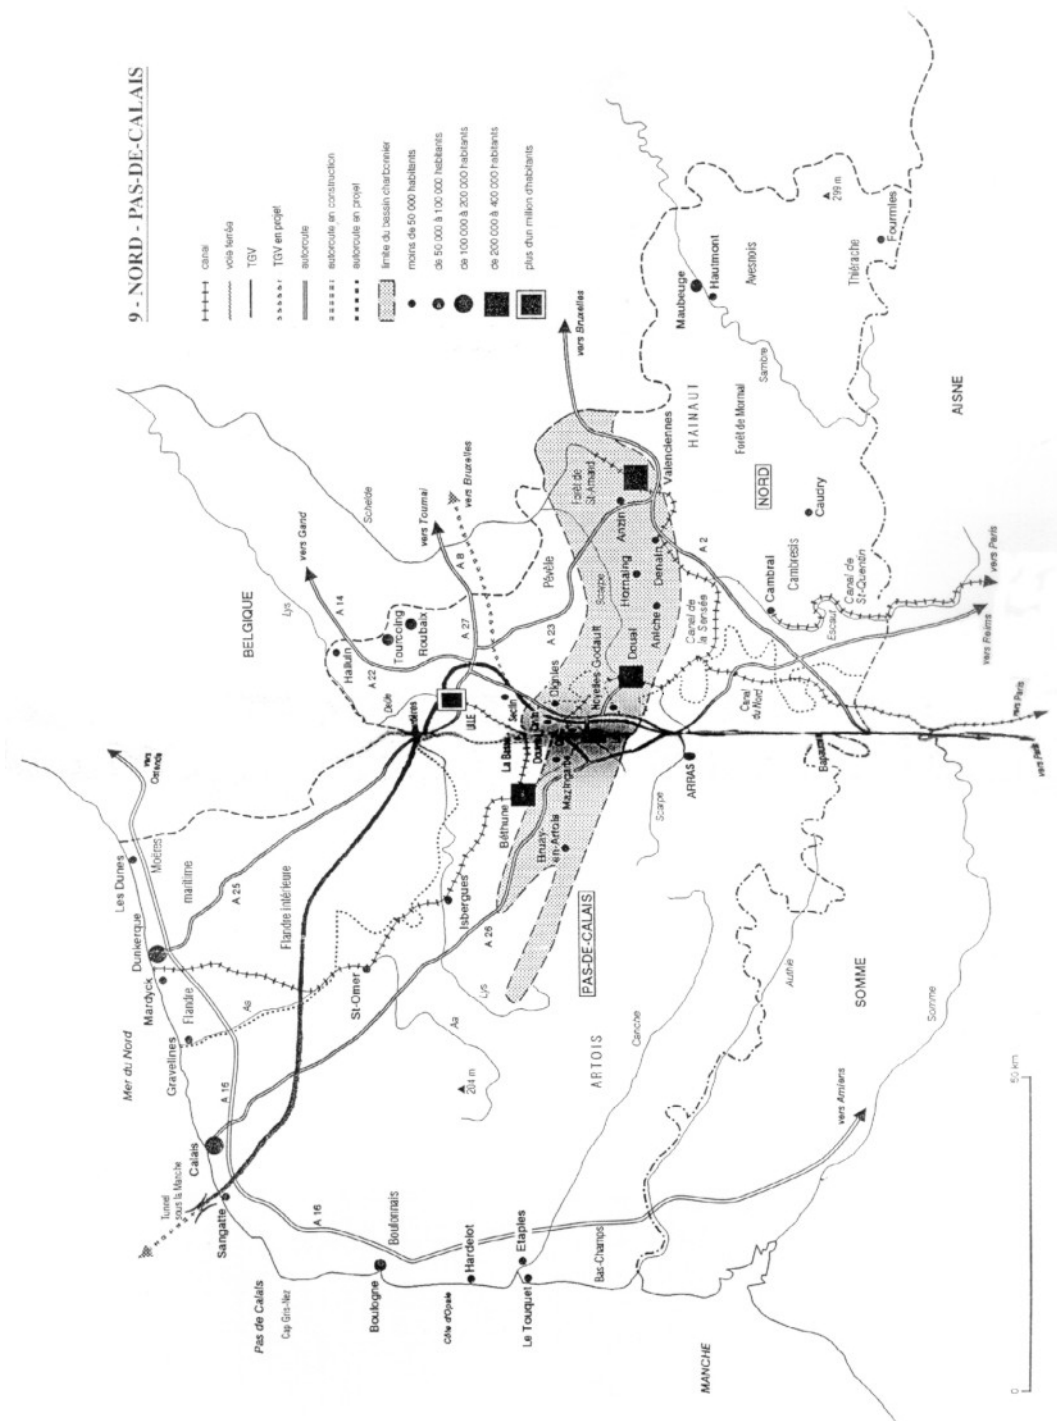 9 - NORD - PAS-DE-CALAIS
canal
voie ferrée
TGV
TGV en projet
autoroute
autoroute en construction
autoroute en projet
limite du bassin charbonnier
moins de 50 000 habitants
de 50 000 à 100 000 habitants
de 100 000 à 200 000 habitants
de 200 000 à 400 000 habitants
plus d'un million d'habitants
Mer du Nord
Les Dunes
Dunkerque
Mardyck
Gravelines
Calais
Tunnel
sous la Manche
Sangatte
Pas de Calais
Cap Gris-Nez
Boulogne
Boulonnais
Côte d'Opale
Hardelot
Etaples
Le Touquet
Bas-Champs
MANCHE
Moëres
maritime
Flandre
Aa
A 16
A 16
A 25
Flandre intérieure
St-Omer
Isbergues
A 26
Lys
Aa
204 m
ARTOIS
Canche
PAS-DE-CALAIS
Authie
SOMME
Somme
vers Amiens
BELGIQUE
Lys
vers Gand
A 14
Halluin
Tourcoing
Roubaix
A 22
Deûle
LILLE
A 27
A 8
vers Tournai
vers Bruxelles
Schelde
Seclin
Pévèle
A 23
Béthune
Bruay-
en-Artois
Mazingarbe
Oignies
Noyelles-Godault
Douai
Scarpe
Scarpe
ARRAS
Forêt de
St-Amand
Anzin
Valenciennes
Hornaing
Denain
Aniche
Canal de
la Sensée
A 2
vers Bruxelles
HAINAUT
Forêt de Mormal
NORD
Caudry
Cambrai
Cambrésis
Canal de
St-Quentin
Escaut
Canal
du Nord
Bapaume
vers Paris
vers Reims
vers Paris
vers Paris
Maubeuge
Hautmont
Avesnois
Sambre
299 m
Thiérache
Fourmies
AISNE
0
50 km